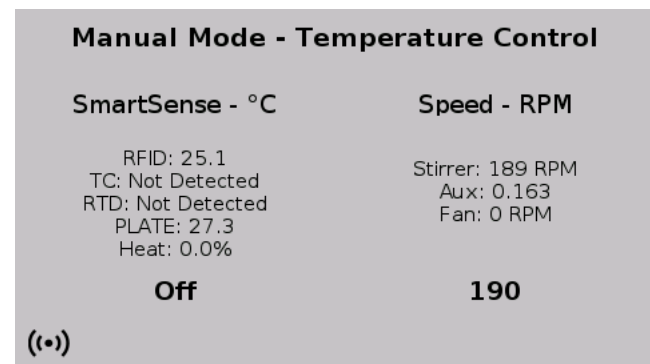 Manual Mode - Temperature Control
SmartSense - °C
RFID: 25.1
TC: Not Detected
RTD: Not Detected
PLATE: 27.3
Heat: 0.0%
Off
Speed - RPM
Stirrer: 189 RPM
Aux: 0.163
Fan: 0 RPM
190